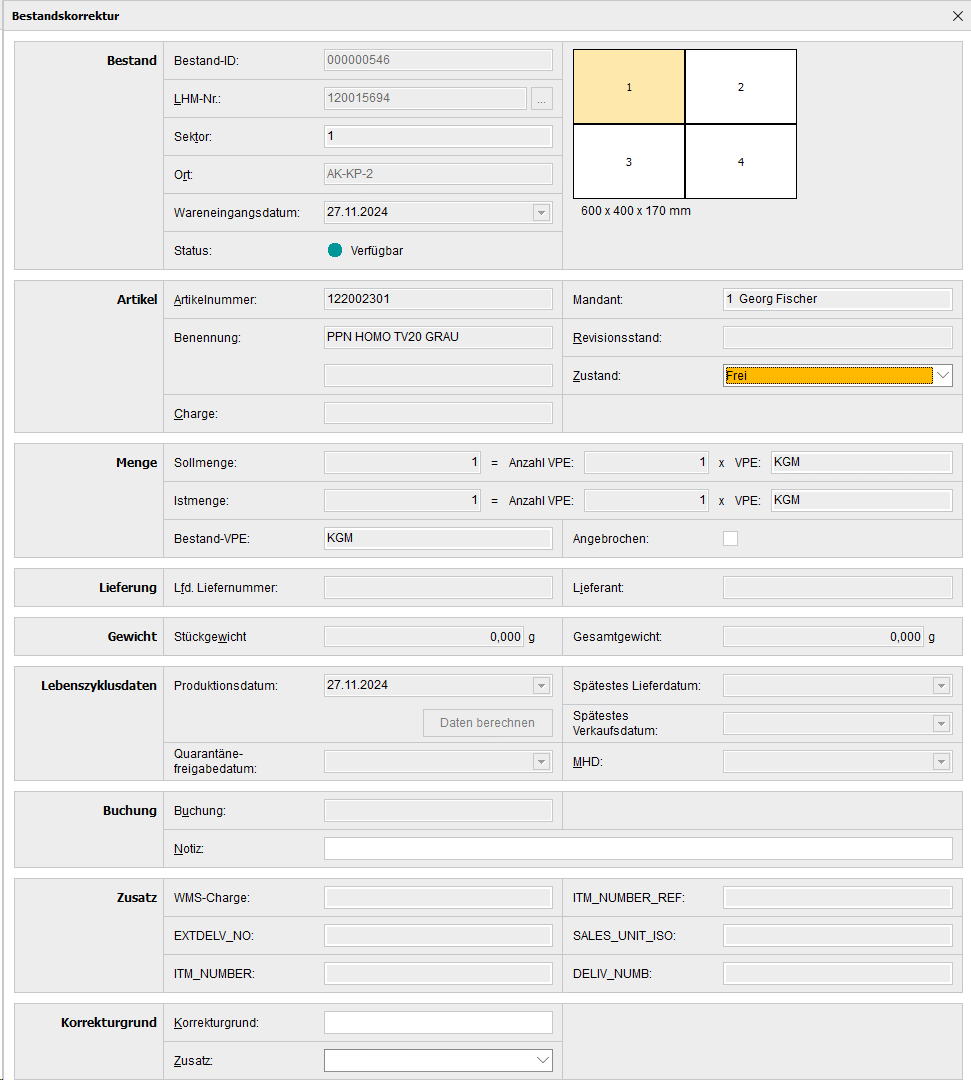 Bestandskorrektur
Bestand
Bestand-ID: 000000546
LHM-Nr.: 120015694 ...
Sektor: 1
Ort: AK-KP-2
Wareneingangsdatum: 27.11.2024
Status: Verfügbar
1 2
3 4
600 x 400 x 170 mm
Artikel
Artikelnummer: 122002301 Mandant: 1 Georg Fischer
Benennung: PPN HOMO TV20 GRAU Revisionsstand:
Zustand: Frei
Charge:
Menge
Sollmenge: 1 = Anzahl VPE: 1 x VPE: KGM
Istmenge: 1 = Anzahl VPE: 1 x VPE: KGM
Bestand-VPE: KGM Angebrochen:
Lieferung
Lfd. Liefernummer: Lieferant:
Gewicht
Stückgewicht 0,000 g Gesamtgewicht: 0,000 g
Lebenszyklusdaten
Produktionsdatum: 27.11.2024 Spätestes Lieferdatum:
Daten berechnen
Spätestes
Verkaufsdatum:
Quarantäne-
freigabedatum:
MHD:
Buchung
Buchung:
Notiz:
Zusatz
WMS-Charge: ITM_NUMBER_REF:
EXTDELV_NO: SALES_UNIT_ISO:
ITM_NUMBER: DELIV_NUMB:
Korrekturgrund
Korrekturgrund:
Zusatz: